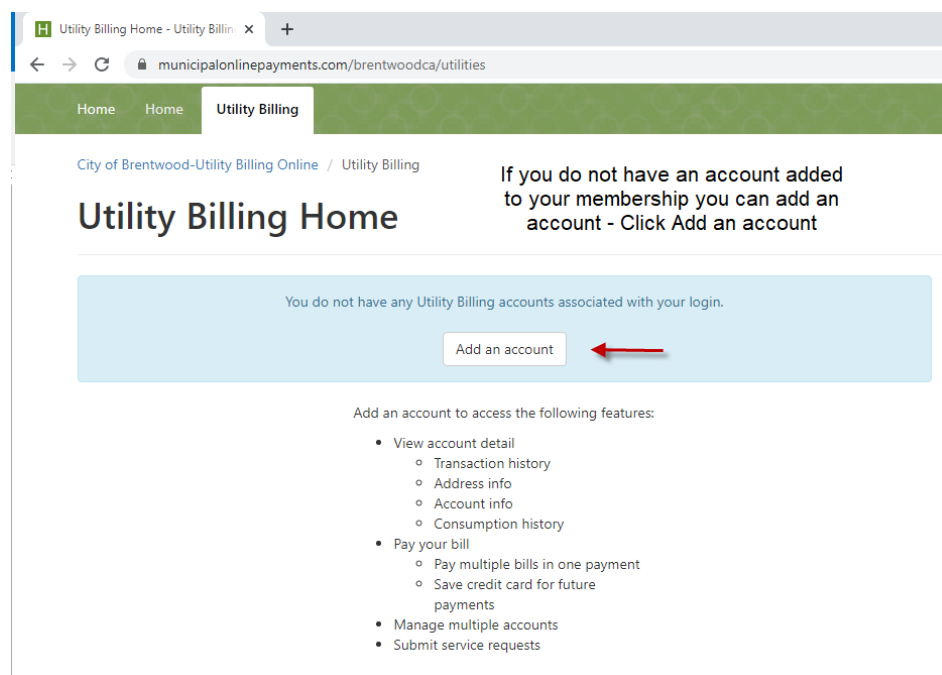 Utility Billing Home - Utility Billin
municipalonlinepayments.com/brentwoodca/utilities
Home Home Utility Billing
City of Brentwood-Utility Billing Online / Utility Billing
If you do not have an account added
to your membership you can add an
account - Click Add an account
Utility Billing Home
You do not have any Utility Billing accounts associated with your login.
Add an account
Add an account to access the following features:
• View account detail
◦ Transaction history
◦ Address info
◦ Account info
◦ Consumption history
• Pay your bill
◦ Pay multiple bills in one payment
◦ Save credit card for future
payments
• Manage multiple accounts
• Submit service requests